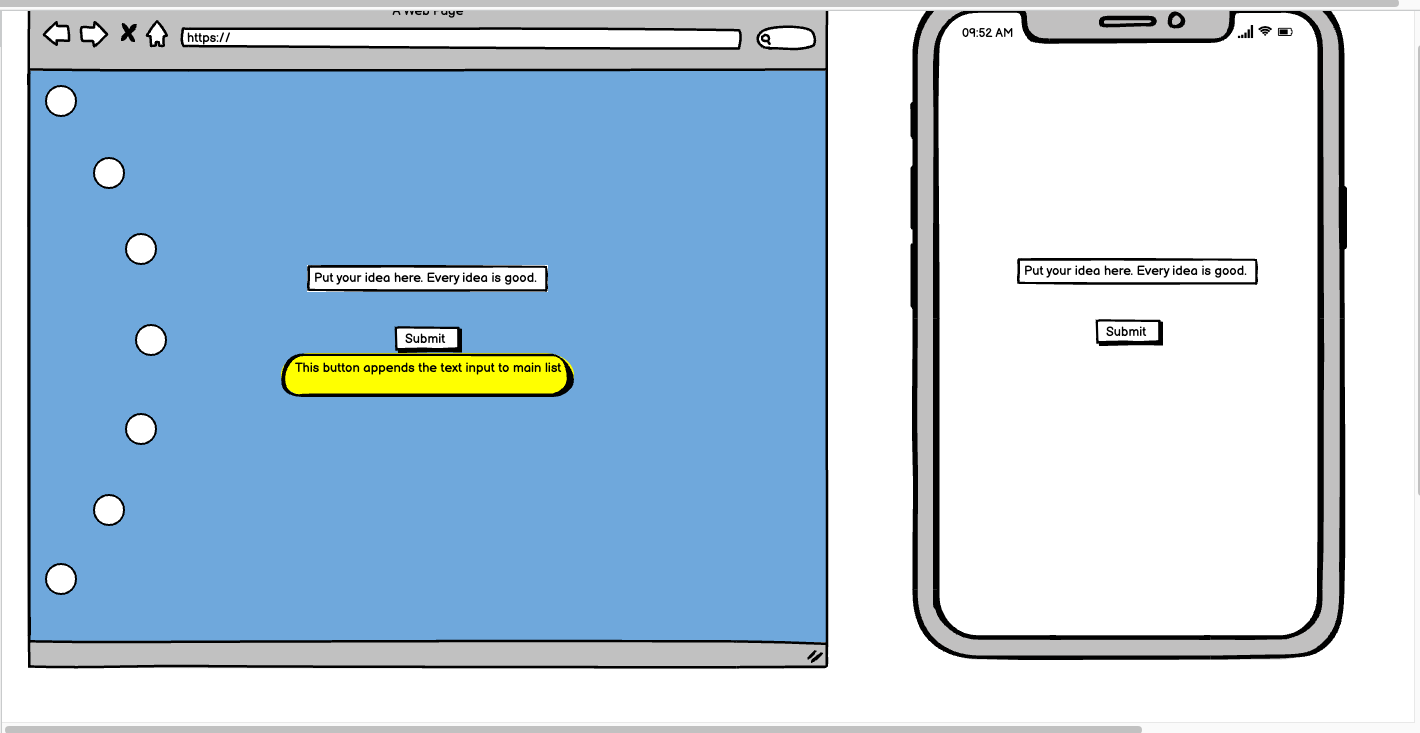 A Web Page
https://
09:52 AM
Put your idea here. Every idea is good.
Submit
This button appends the text input to main list
Put your idea here. Every idea is good.
Submit